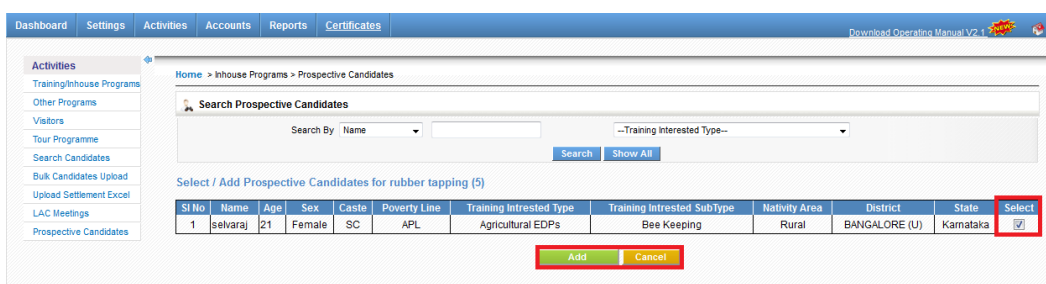 Dashboard Settings Activities Accounts Reports Certificates
Download Operating Manual V2.1 NEW
Activities
Training/Inhouse Programs
Other Programs
Visitors
Tour Programme
Search Candidates
Bulk Candidates Upload
Upload Settlement Excel
LAC Meetings
Prospective Candidates
Home > Inhouse Programs > Prospective Candidates
Search Prospective Candidates
Search By Name --Training Interested Type--
Search Show All
Select / Add Prospective Candidates for rubber tapping (5)
Sl No Name Age Sex Caste Poverty Line Training Intrested Type Training Intrested SubType Nativity Area District State Select
1 selvaraj 21 Female SC APL Agricultural EDPs Bee Keeping Rural BANGALORE (U) Karnataka
Add Cancel